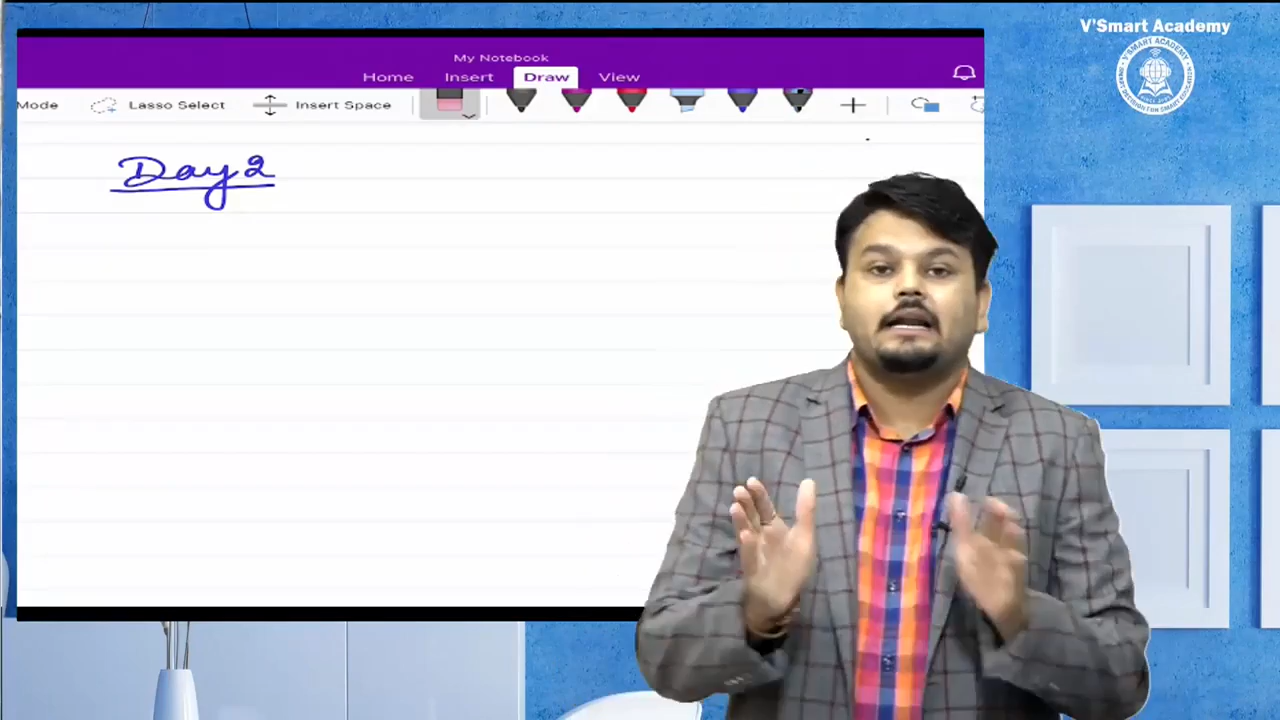 V'Smart Academy
My Notebook
Home Insert Draw View
Mode Lasso Select Insert Space
Day 2